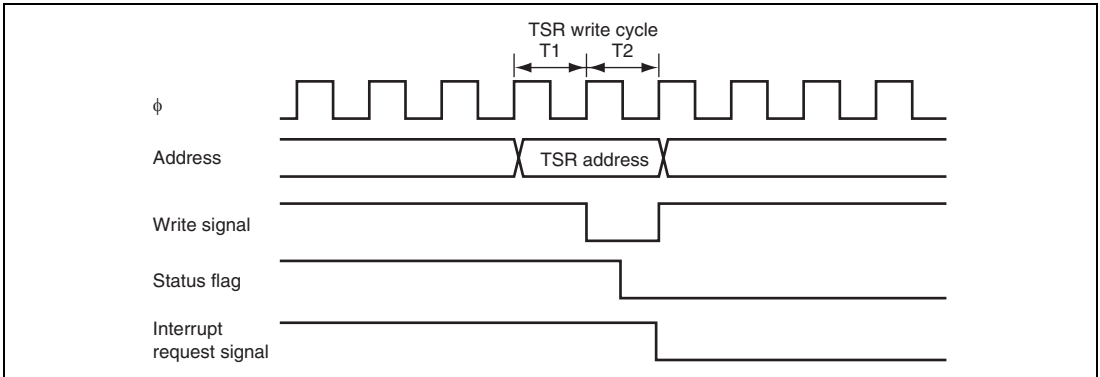 TSR write cycle
T1 T2
ϕ
Address
TSR address
Write signal
Status flag
Interrupt
request signal